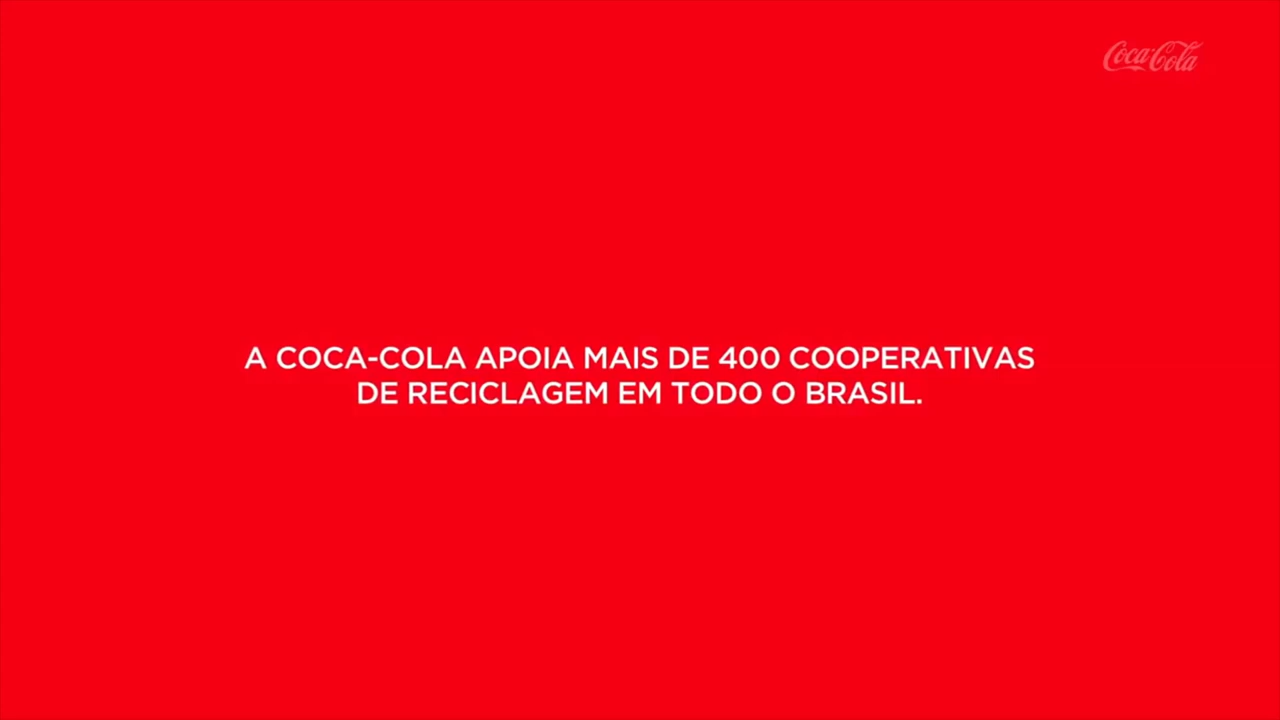 Coca-Cola
A COCA-COLA APOIA MAIS DE 400 COOPERATIVAS
DE RECICLAGEM EM TODO O BRASIL.